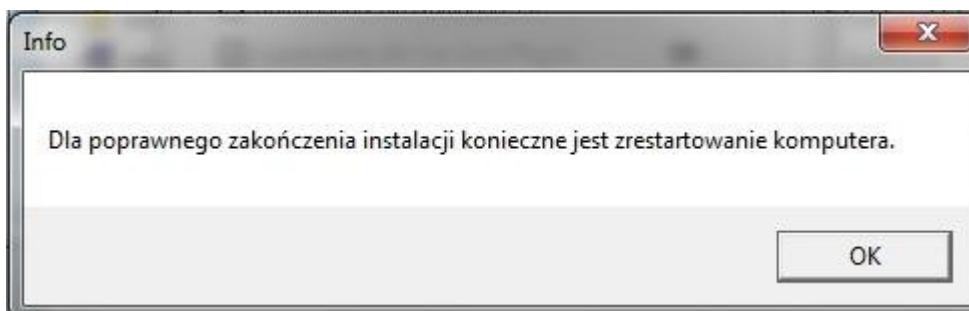 Info
Dla poprawnego zakończenia instalacji konieczne jest zrestartowanie komputera.
OK